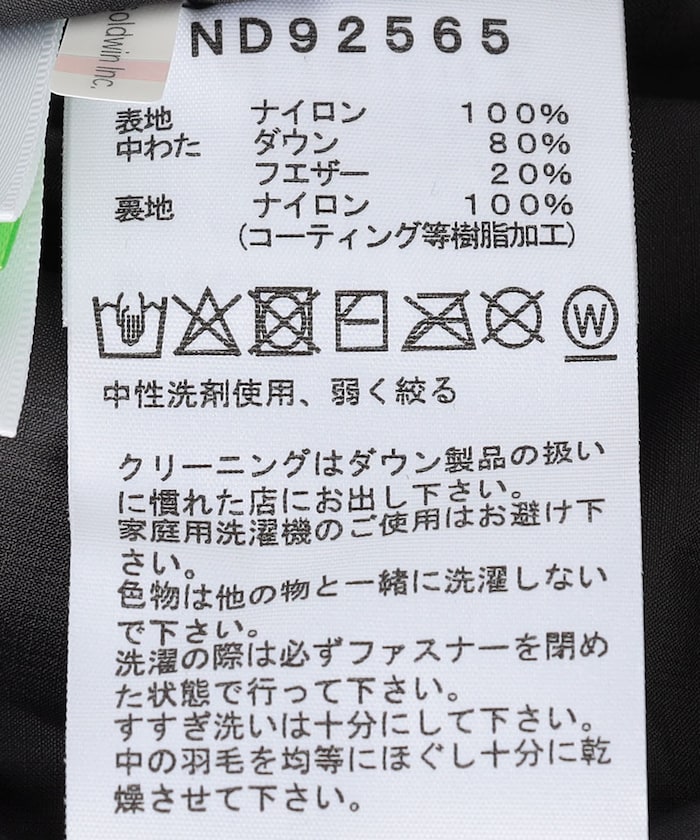 oldwin Inc.
ND92565
表地 ナイロン 100%
中わた ダウン 80%
フエザー 20%
裏地 ナイロン 100%
(コーティング等樹脂加工)
W
中性洗剤使用、弱く絞る
クリーニングはダウン製品の扱い
に慣れた店にお出し下さい。
家庭用洗濯機のご使用はお避け下
さい。
色物は他の物と一緒に洗濯しない
で下さい。
洗濯の際は必ずファスナーを閉め
た状態で行って下さい。
すすぎ洗いは十分にして下さい。
中の羽毛を均等にほぐし十分に乾
燥させて下さい。